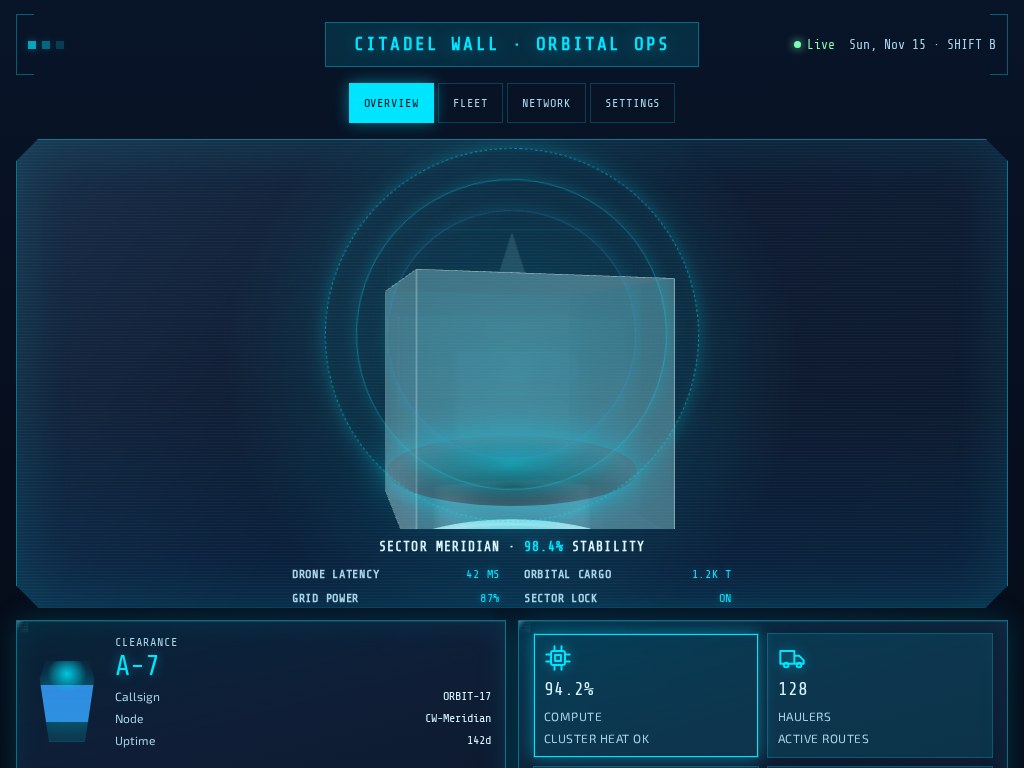 CITADEL WALL · ORBITAL OPS
Live Sun, Nov 15 · SHIFT B
OVERVIEW FLEET NETWORK SETTINGS
SECTOR MERIDIAN · 98.4% STABILITY
DRONE LATENCY 42 MS ORBITAL CARGO 1.2K T
GRID POWER 87% SECTOR LOCK ON
CLEARANCE
A-7
Callsign ORBIT-17
Node CW-Meridian
Uptime 142d
94.2%
COMPUTE
CLUSTER HEAT OK
128
HAULERS
ACTIVE ROUTES